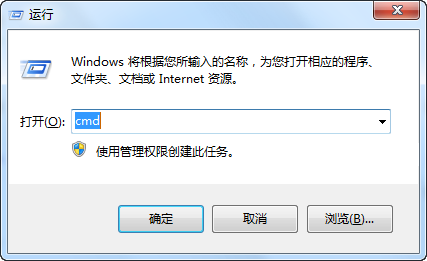 运行
Windows 将根据您所输入的名称，为您打开相应的程序、
文件夹、文档或 Internet 资源。
打开(O): cmd
使用管理权限创建此任务。
确定 取消 浏览(B)...